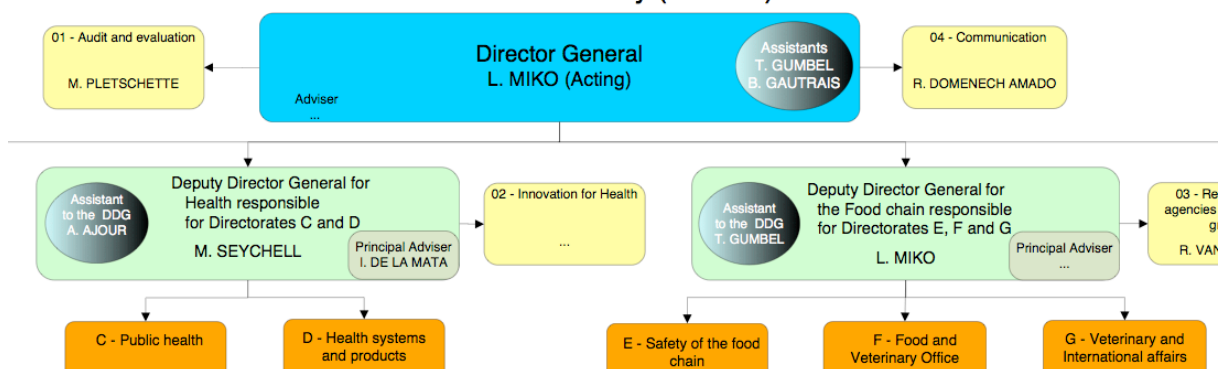 01 - Audit and evaluation
M. PLETSCHETTE
Director General
L. MIKO (Acting)
Adviser
...
Assistants
T. GUMBEL
B. GAUTRAIS
04 - Communication
R. DOMENECH AMADO
Assistant
to the DDG
A. AJOUR
Deputy Director General for
Health responsible
for Directorates C and D
M. SEYCHELL
Principal Adviser
I. DE LA MATA
02 - Innovation for Health
...
Assistant
to the DDG
T. GUMBEL
Deputy Director General for
the Food chain responsible
for Directorates E, F and G
L. MIKO
Principal Adviser
...
03 -
agencies
R. VAN
C - Public health
D - Health systems
and products
E - Safety of the food
chain
F - Food and
Veterinary Office
G - Veterinary and
International affairs